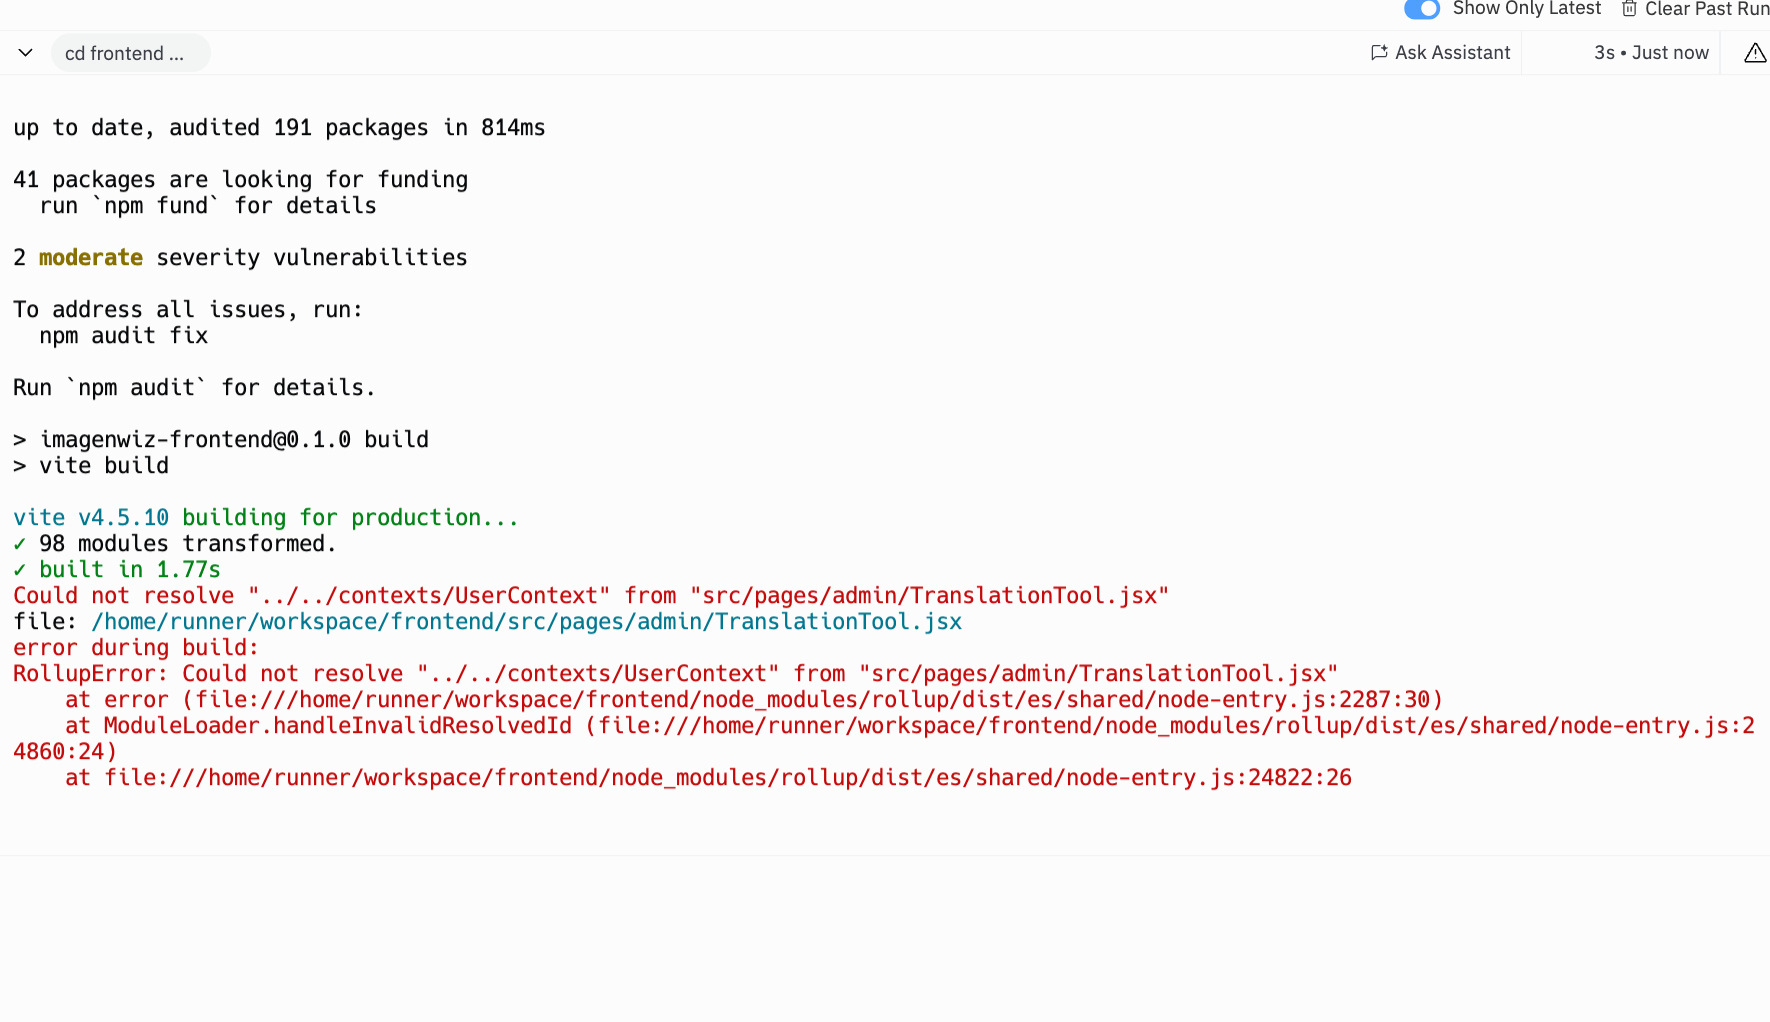 Show Only Latest Clear Past Run
cd frontend ... Ask Assistant 3s • Just now
up to date, audited 191 packages in 814ms
41 packages are looking for funding
  run `npm fund` for details
2 moderate severity vulnerabilities
To address all issues, run:
  npm audit fix
Run `npm audit` for details.
> imagenwiz-frontend@0.1.0 build
> vite build
vite v4.5.10 building for production...
✓ 98 modules transformed.
✓ built in 1.77s
Could not resolve "../../contexts/UserContext" from "src/pages/admin/TranslationTool.jsx"
file: /home/runner/workspace/frontend/src/pages/admin/TranslationTool.jsx
error during build:
RollupError: Could not resolve "../../contexts/UserContext" from "src/pages/admin/TranslationTool.jsx"
    at error (file:///home/runner/workspace/frontend/node_modules/rollup/dist/es/shared/node-entry.js:2287:30)
    at ModuleLoader.handleInvalidResolvedId (file:///home/runner/workspace/frontend/node_modules/rollup/dist/es/shared/node-entry.js:2
4860:24)
    at file:///home/runner/workspace/frontend/node_modules/rollup/dist/es/shared/node-entry.js:24822:26